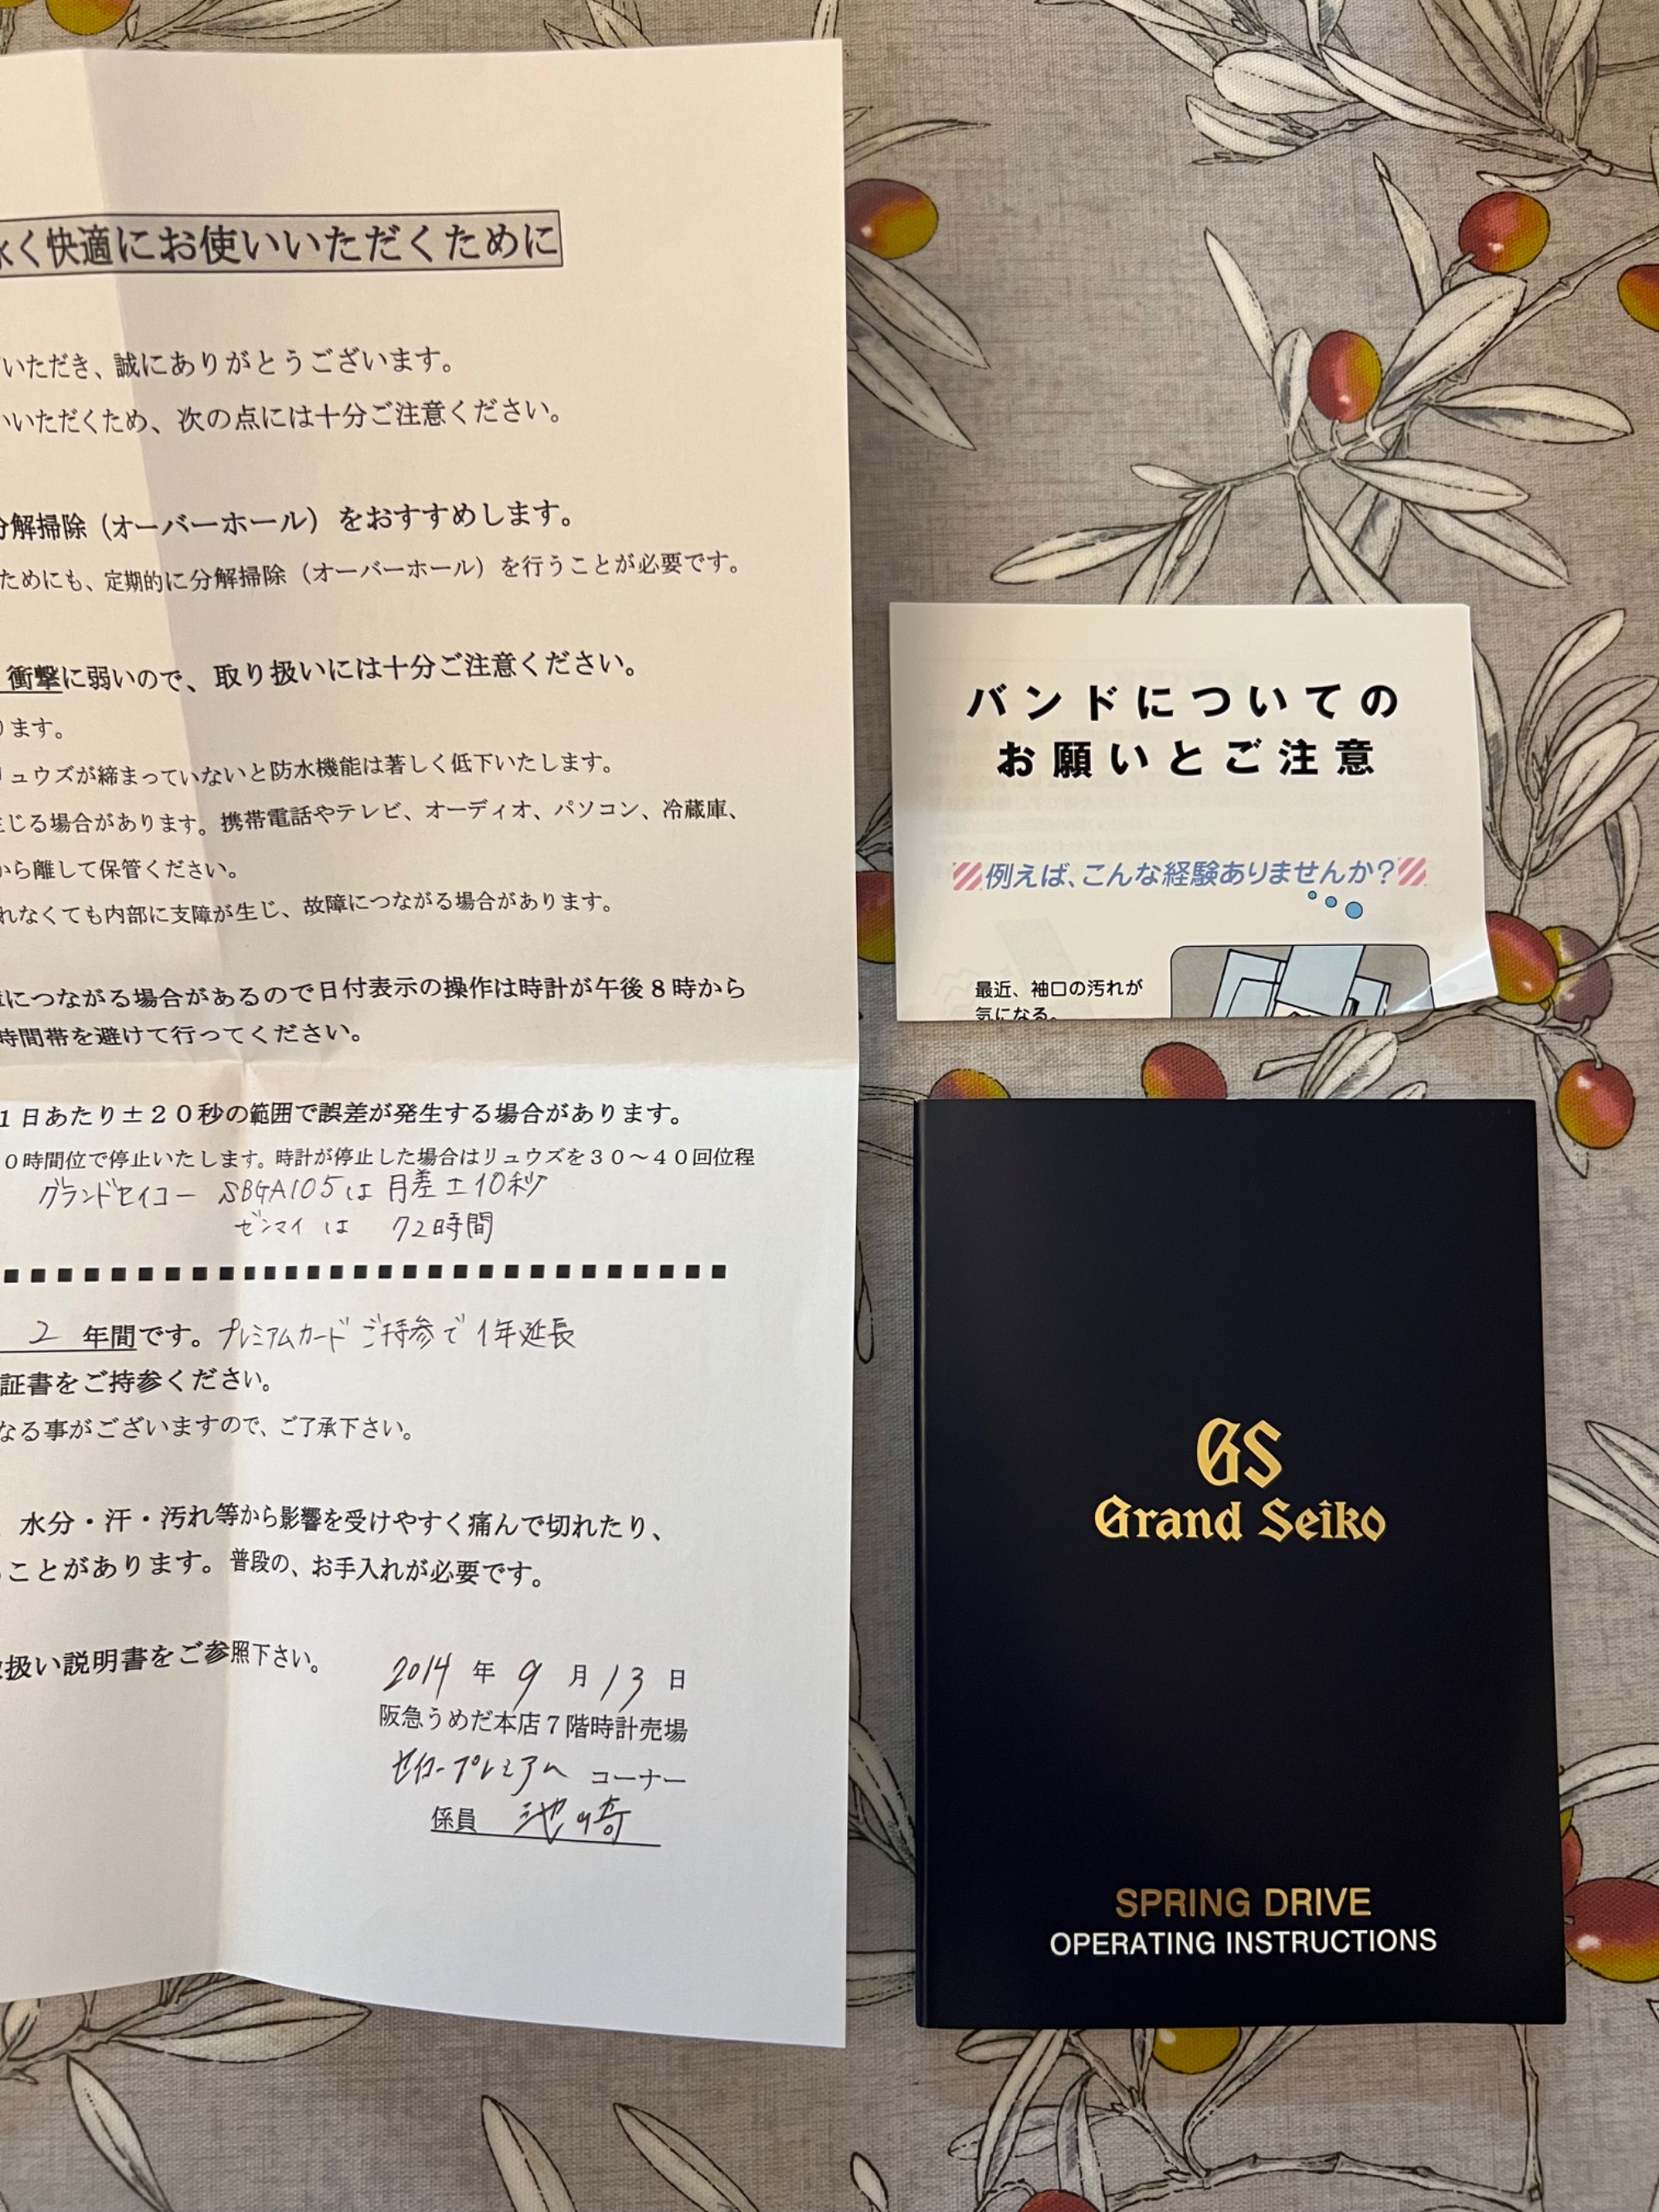 く快適にお使いいただくために
いただき、誠にありがとうございます。
いいただくため、次の点には十分ご注意ください。
分解掃除（オーバーホール）をおすすめします。
ためにも、定期的に分解掃除（オーバーホール）を行うことが必要です。
衝撃に弱いので、取り扱いには十分ご注意ください。
ります。
リュウズが締まっていないと防水機能は著しく低下いたします。
生じる場合があります。携帯電話やテレビ、オーディオ、パソコン、冷蔵庫、
から離して保管ください。
れなくても内部に支障が生じ、故障につながる場合があります。
につながる場合があるので日付表示の操作は時計が午後８時から
時間帯を避けて行ってください。
１日あたり±２０秒の範囲で誤差が発生する場合があります。
０時間位で停止いたします。時計が停止した場合はリュウズを３０～４０回位程
グランドセイコー SBGA105は 月差±10秒
ゼンマイ は 72時間
2 年間です。プレミアムカード ご持参で 1年延長
証書をご持参ください。
なる事がございますので、ご了承下さい。
水分・汗・汚れ等から影響を受けやすく痛んで切れたり、
ことがあります。普段の、お手入れが必要です。
扱い説明書をご参照下さい。
2014 年 9 月 13 日
阪急うめだ本店７階時計売場
セイコープレミアム コーナー
係員 池崎
バンドについての
お願いとご注意
例えば、こんな経験ありませんか？
最近、袖口の汚れが
気になる。
GS
Grand Seiko
SPRING DRIVE
OPERATING INSTRUCTIONS